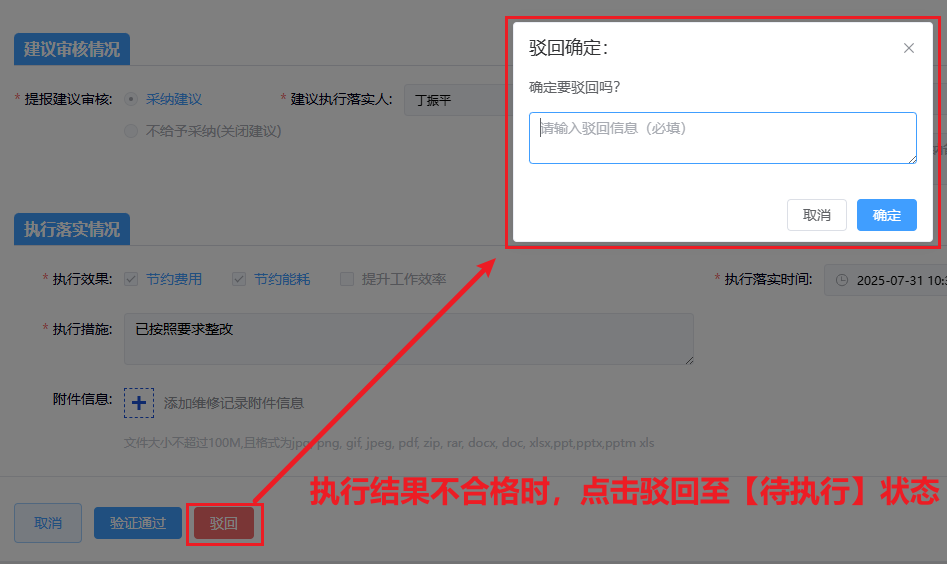 建议审核情况
* 提报建议审核: 采纳建议
* 建议执行落实人: 丁振平
不给予采纳(关闭建议)
驳回确定:
确定要驳回吗?
请输入驳回信息（必填）
取消
确定
执行落实情况
* 执行效果: 节约费用 节约能耗 提升工作效率
* 执行落实时间: 2025-07-31 10:
* 执行措施: 已按照要求整改
附件信息: 添加维修记录附件信息
文件大小不超过100M,且格式为jpg, png, gif, jpeg, pdf, zip, rar, docx, doc, xlsx,ppt,pptx,pptm xls
执行结果不合格时，点击驳回至【待执行】状态
取消
验证通过
驳回